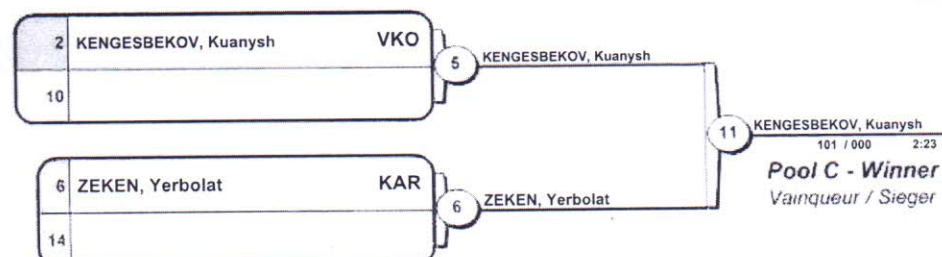 2 KENGESBEKOV, Kuanysh VKO
10
5 KENGESBEKOV, Kuanysh
11 KENGESBEKOV, Kuanysh
101 / 000 2:23
Pool C - Winner
Vainqueur / Sieger
6 ZEKEN, Yerbolat KAR
14
6 ZEKEN, Yerbolat